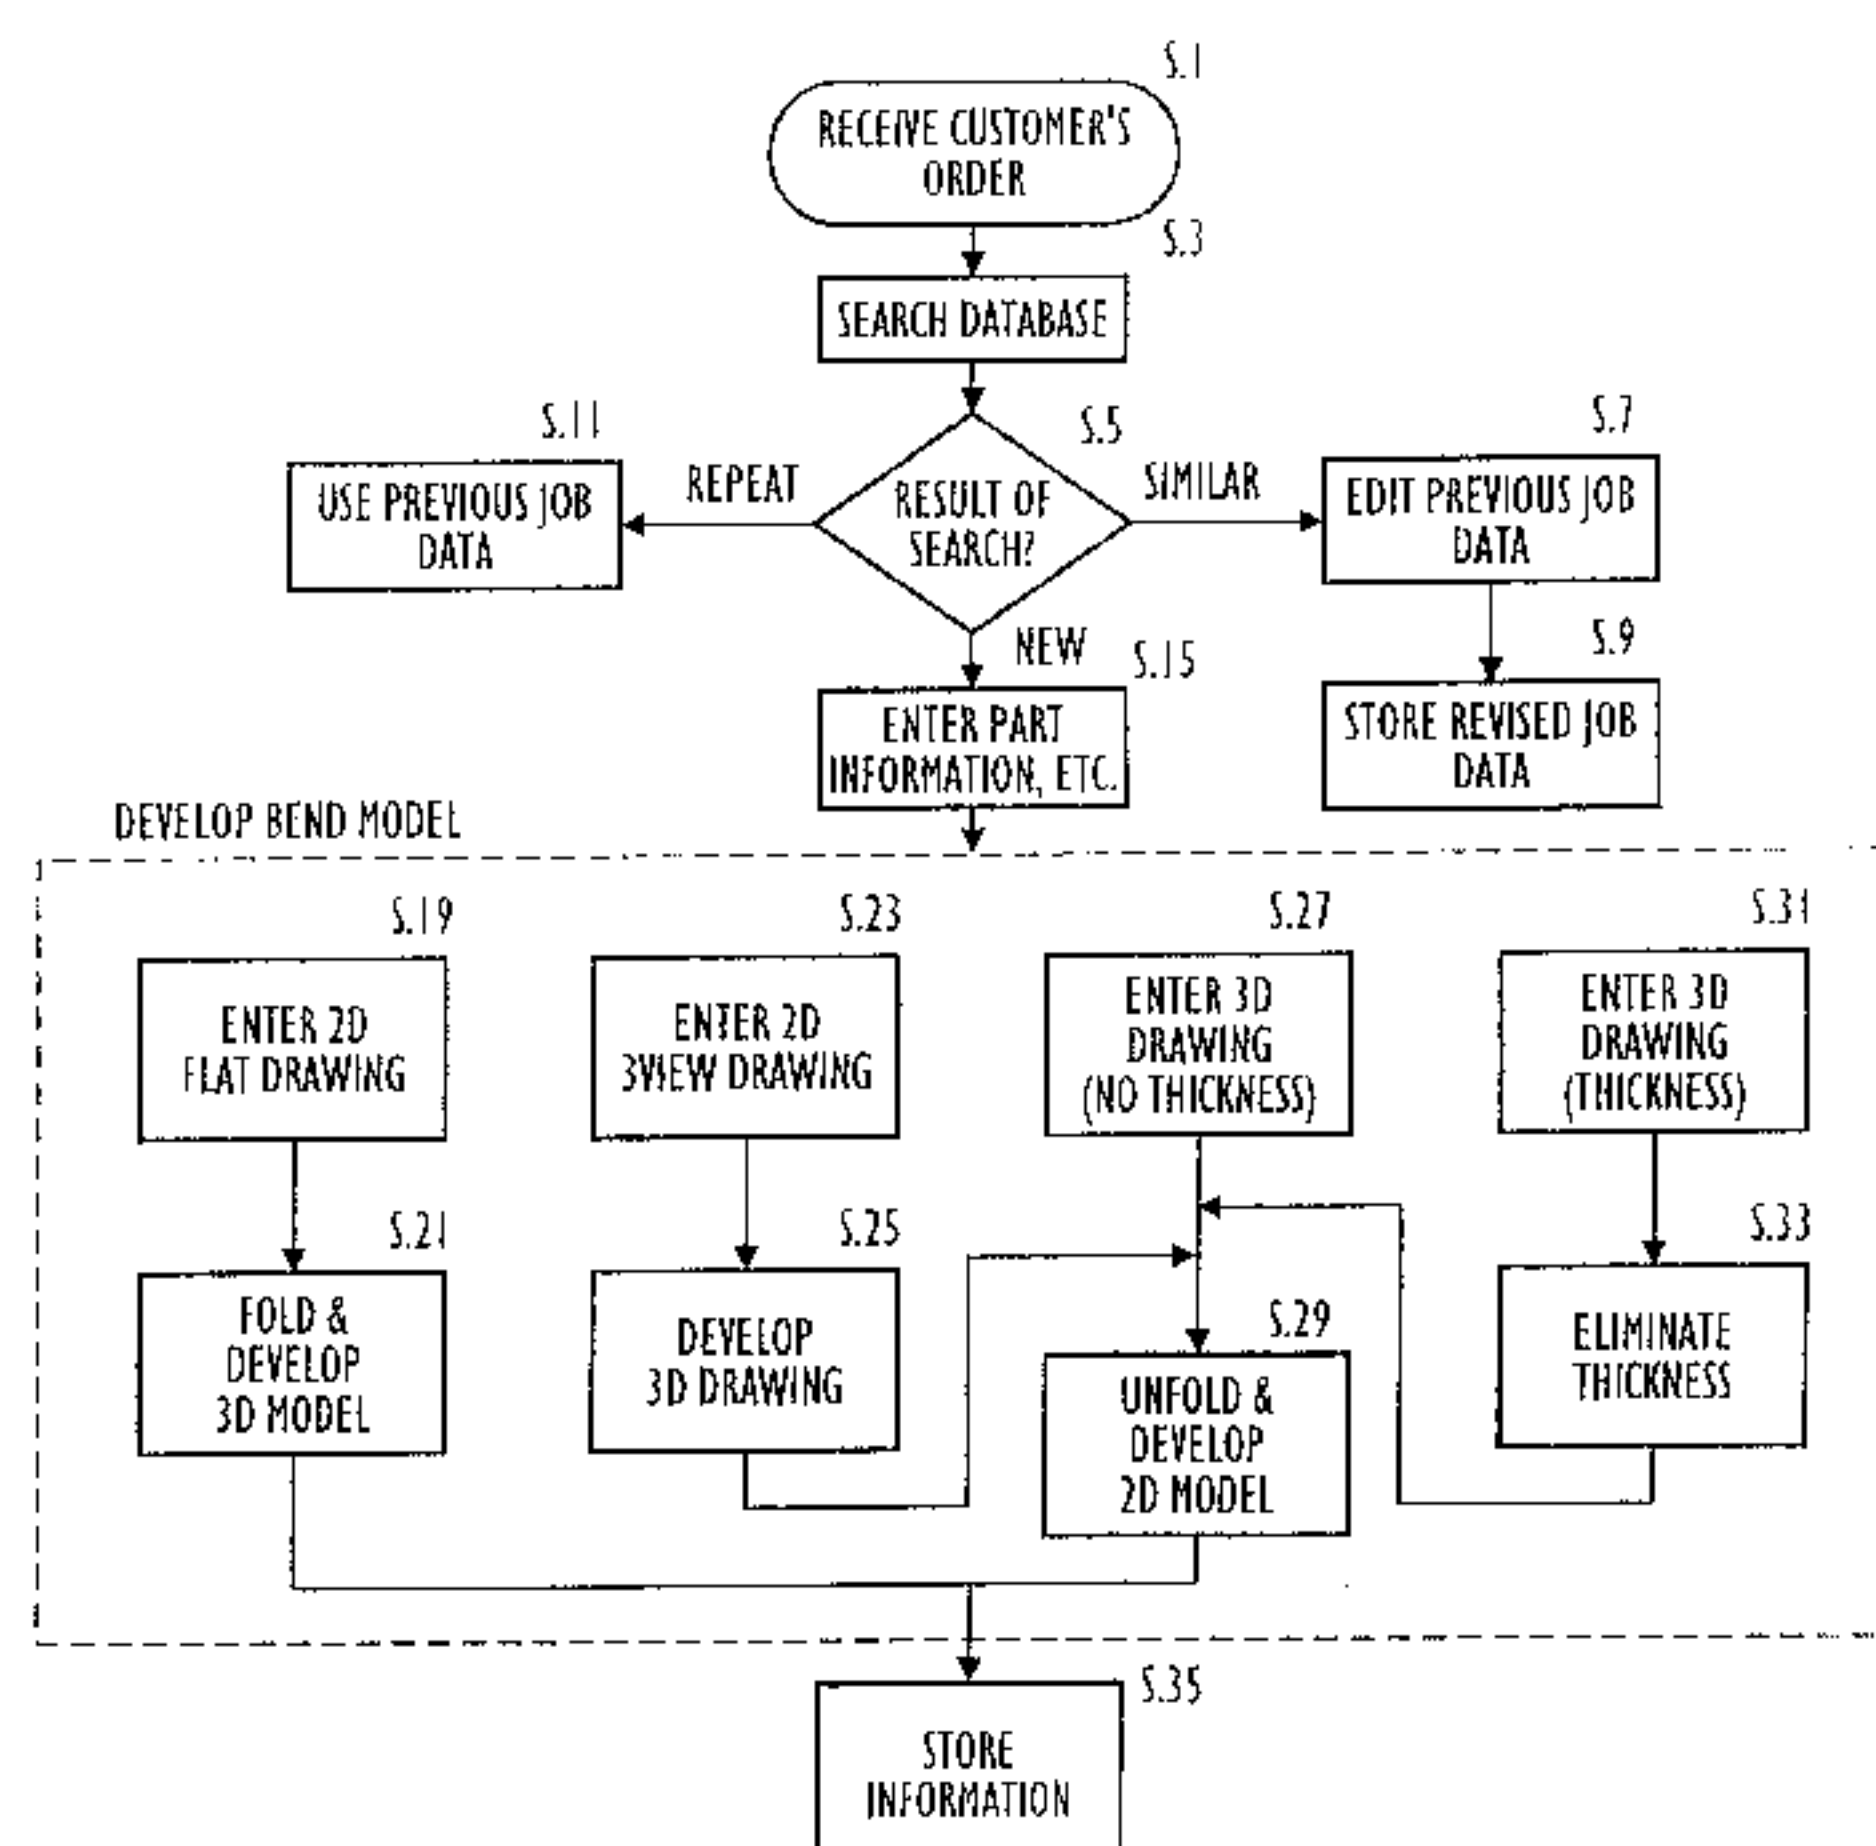 S.1
RECEIVE CUSTOMER'S
ORDER
S.3
SEARCH DATABASE
S.5
RESULT OF
SEARCH?
REPEAT
S.11
USE PREVIOUS JOB
DATA
SIMILAR
S.7
EDIT PREVIOUS JOB
DATA
S.9
STORE REVISED JOB
DATA
NEW
S.15
ENTER PART
INFORMATION, ETC.
DEVELOP BEND MODEL
S.19
ENTER 2D
FLAT DRAWING
S.23
ENTER 2D
3VIEW DRAWING
S.27
ENTER 3D
DRAWING
(NO THICKNESS)
S.31
ENTER 3D
DRAWING
(THICKNESS)
S.21
FOLD &
DEVELOP
3D MODEL
S.25
DEVELOP
3D DRAWING
S.29
UNFOLD &
DEVELOP
2D MODEL
S.33
ELIMINATE
THICKNESS
S.35
STORE
INFORMATION